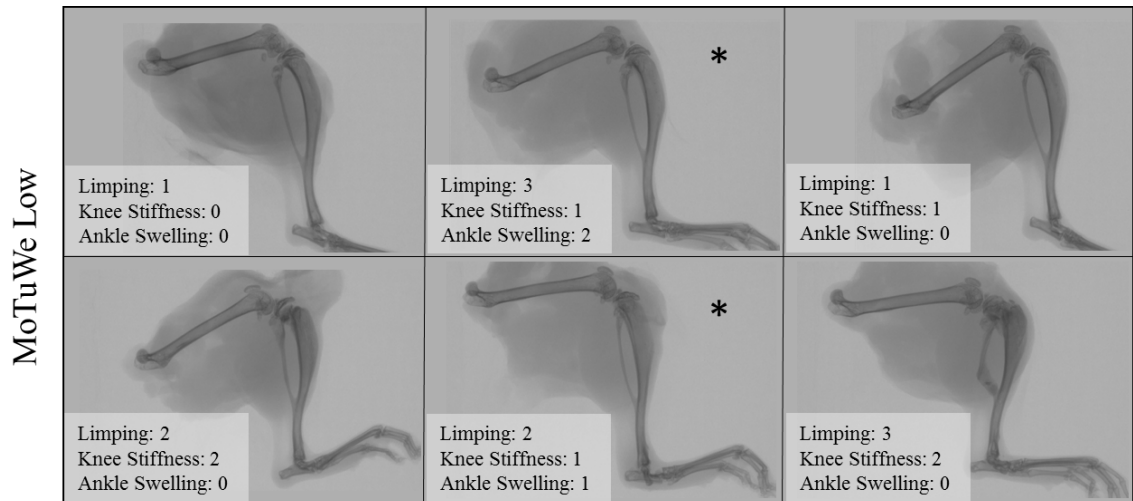 MoTuWe Low
Limping: 1
Knee Stiffness: 0
Ankle Swelling: 0
*
Limping: 3
Knee Stiffness: 1
Ankle Swelling: 2
Limping: 1
Knee Stiffness: 1
Ankle Swelling: 0
Limping: 2
Knee Stiffness: 2
Ankle Swelling: 0
*
Limping: 2
Knee Stiffness: 1
Ankle Swelling: 1
Limping: 3
Knee Stiffness: 2
Ankle Swelling: 0